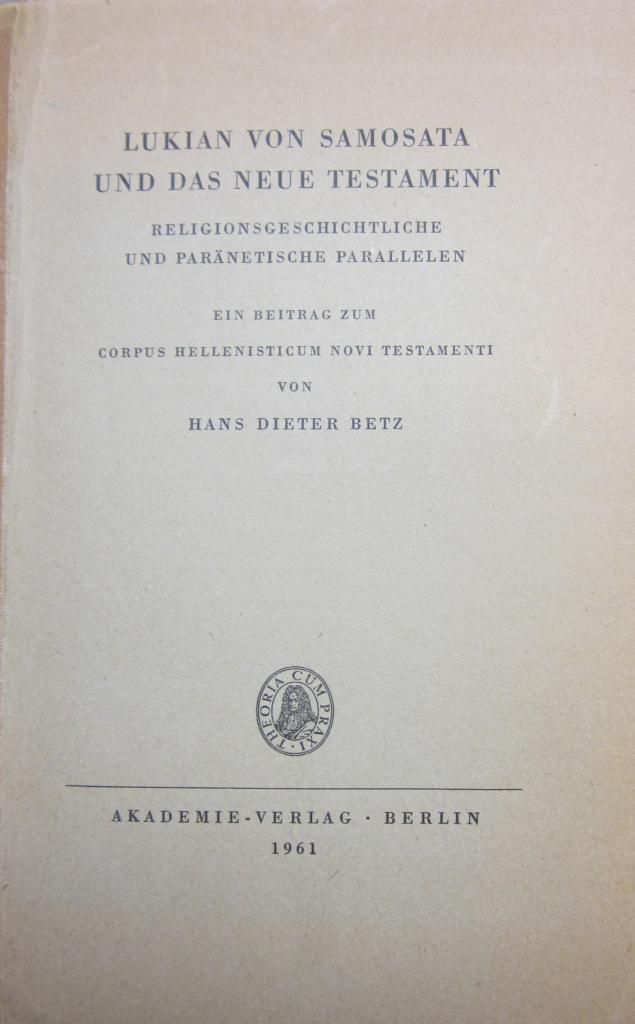 LUKIAN VON SAMOSATA
UND DAS NEUE TESTAMENT
RELIGIONSGESCHICHTLICHE
UND PARÄNETISCHE PARALLELEN
EIN BEITRAG ZUM
CORPUS HELLENISTICUM NOVI TESTAMENTI
VON
HANS DIETER BETZ
THEORIA CUM PRAXI
AKADEMIE-VERLAG · BERLIN
1961